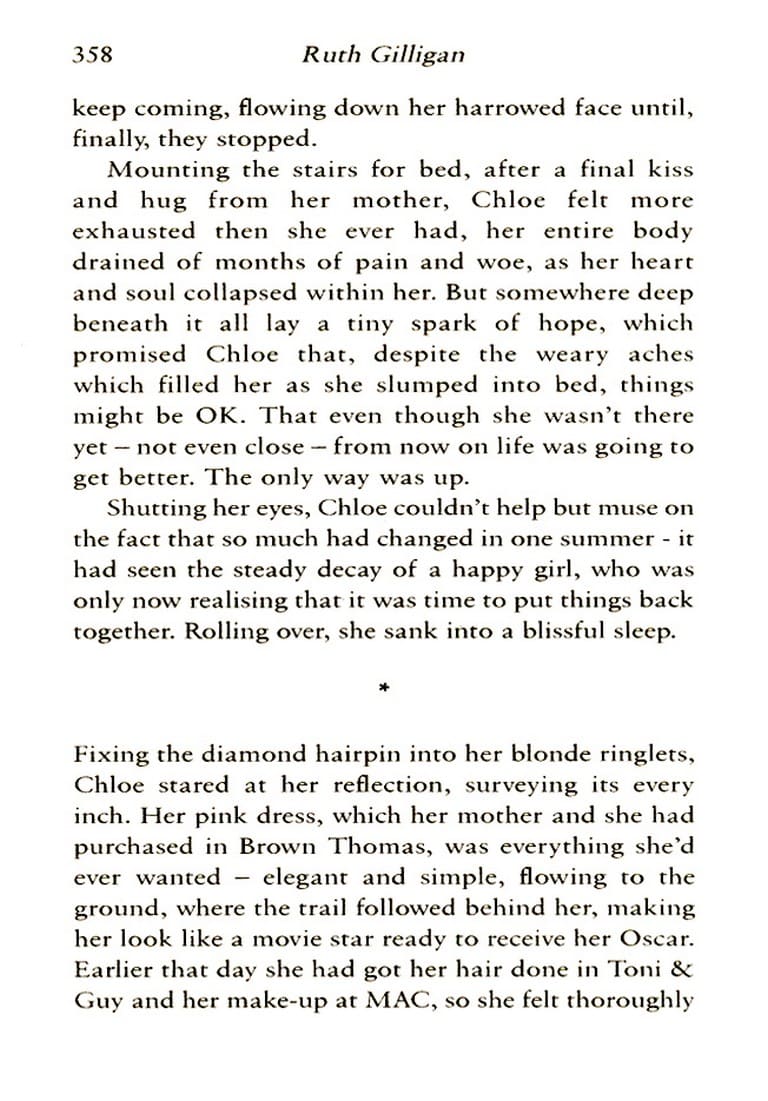 358
Ruth Gilligan
keep coming, flowing down her harrowed face until,
finally, they stopped.
Mounting the stairs for bed, after a final kiss
and hug from her mother, Chloe felt more
exhausted then she ever had, her entire body
drained of months of pain and woe, as her heart
and soul collapsed within her. But somewhere deep
beneath it all lay a tiny spark of hope, which
promised Chloe that, despite the weary aches
which filled her as she slumped into bed, things
might be OK. That even though she wasn't there
yet – not even close – from now on life was going to
get better. The only way was up.
Shutting her eyes, Chloe couldn't help but muse on
the fact that so much had changed in one summer - it
had seen the steady decay of a happy girl, who was
only now realising that it was time to put things back
together. Rolling over, she sank into a blissful sleep.
*
Fixing the diamond hairpin into her blonde ringlets,
Chloe stared at her reflection, surveying its every
inch. Her pink dress, which her mother and she had
purchased in Brown Thomas, was everything she'd
ever wanted – elegant and simple, flowing to the
ground, where the trail followed behind her, making
her look like a movie star ready to receive her Oscar.
Earlier that day she had got her hair done in Toni &
Guy and her make-up at MAC, so she felt thoroughly